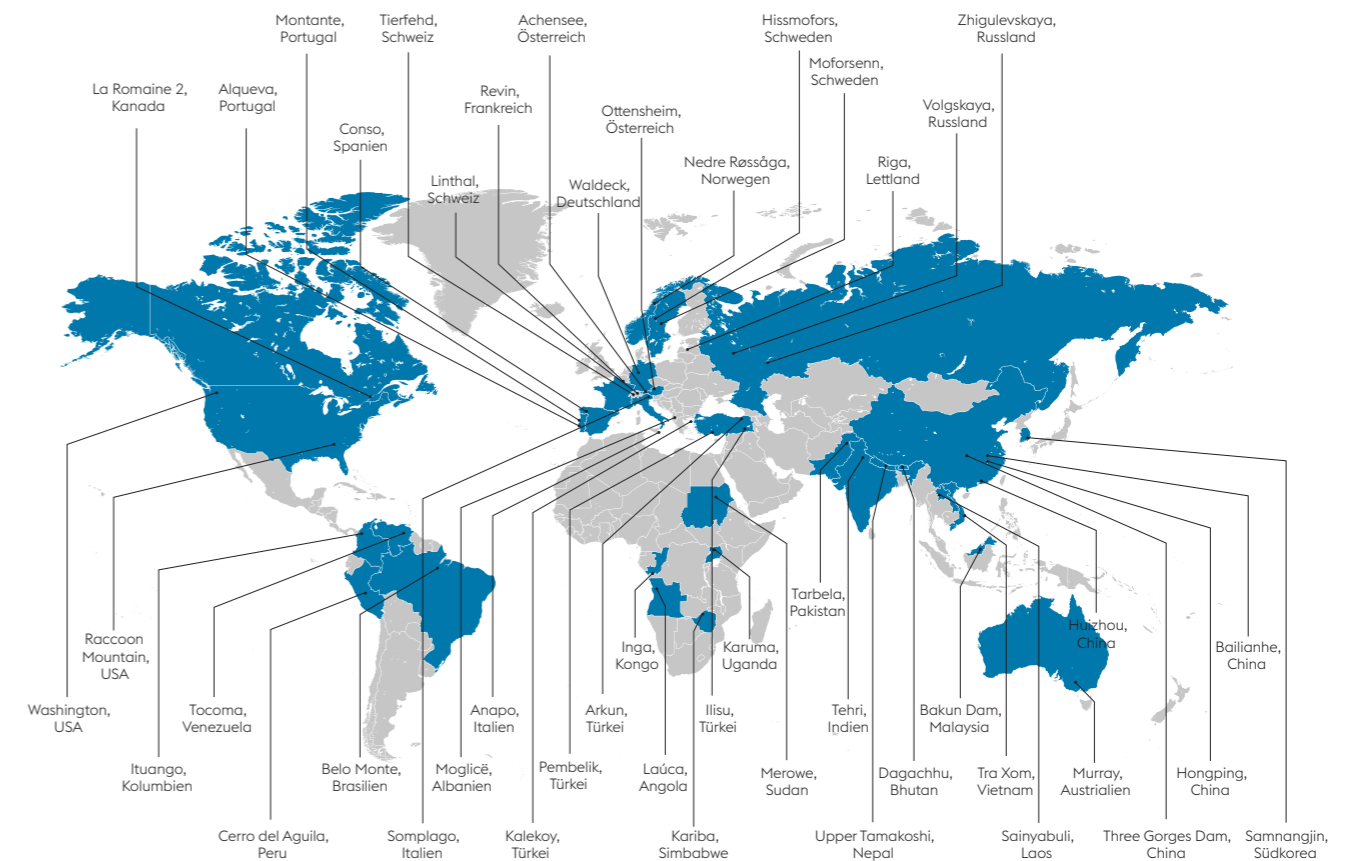 Montante,
Portugal
Tierfehd,
Schweiz
Achensee,
Österreich
Hissmofors,
Schweden
Zhigulevskaya,
Russland
Moforsenn,
Schweden
La Romaine 2,
Kanada
Alqueva,
Portugal
Revin,
Frankreich
Ottensheim,
Österreich
Volgskaya,
Russland
Conso,
Spanien
Linthal,
Schweiz
Waldeck,
Deutschland
Nedre Røssåga,
Norwegen
Riga,
Lettland
Raccoon
Mountain,
USA
Inga,
Kongo
Karuma,
Uganda
Tarbela,
Pakistan
Huizhou,
China
Bailianhe,
China
Washington,
USA
Tocoma,
Venezuela
Anapo,
Italien
Arkun,
Türkei
Ilisu,
Türkei
Tehri,
Indien
Bakun Dam,
Malaysia
Ituango,
Kolumbien
Belo Monte,
Brasilien
Moglicë,
Albanien
Pembelik,
Türkei
Laúca,
Angola
Merowe,
Sudan
Dagachhu,
Bhutan
Tra Xom,
Vietnam
Murray,
Australien
Hongping,
China
Cerro del Aguila,
Peru
Somplago,
Italien
Kalekoy,
Türkei
Kariba,
Simbabwe
Upper Tamakoshi,
Nepal
Sainyabuli,
Laos
Three Gorges Dam,
China
Samnangjin,
Südkorea